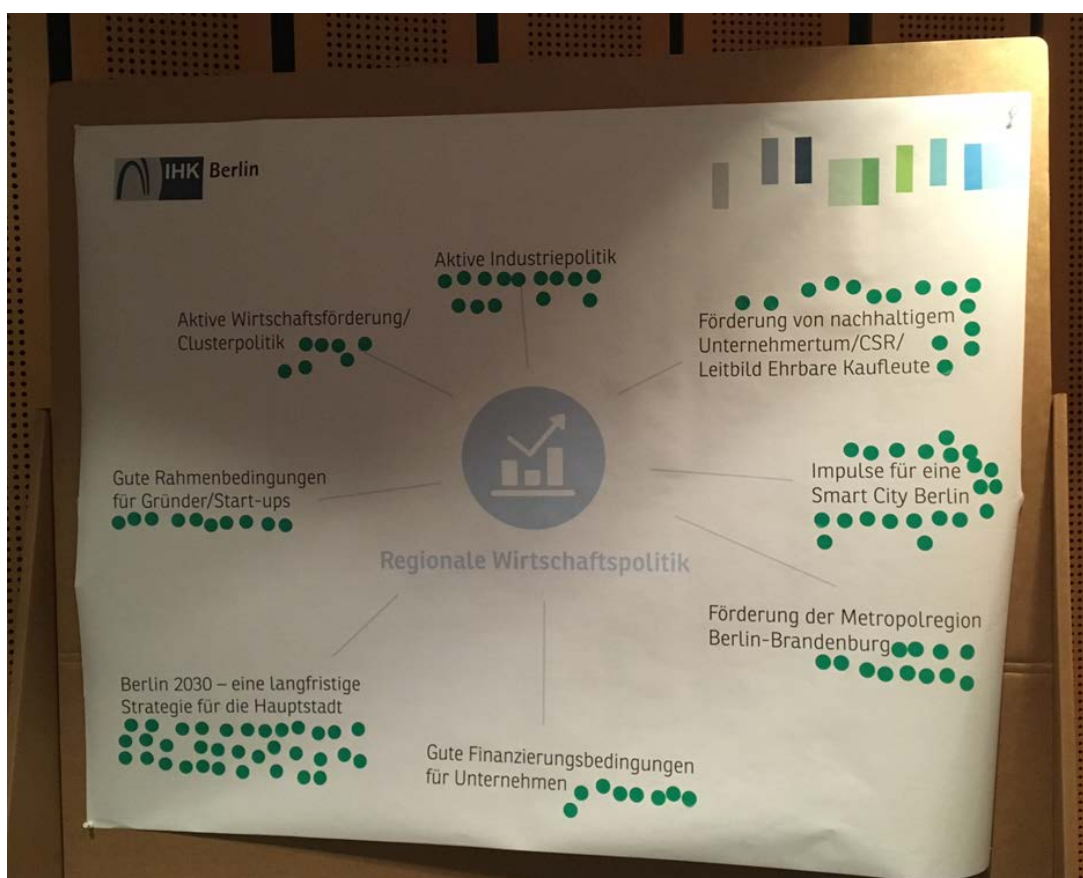 IHK Berlin
Aktive Industriepolitik
Aktive Wirtschaftsförderung/
Clusterpolitik
Förderung von nachhaltigem
Unternehmertum/CSR/
Leitbild Ehrbare Kaufleute
Gute Rahmenbedingungen
für Gründer/Start-ups
Impulse für eine
Smart City Berlin
Regionale Wirtschaftspolitik
Förderung der Metropolregion
Berlin-Brandenburg
Berlin 2030 – eine langfristige
Strategie für die Hauptstadt
Gute Finanzierungsbedingungen
für Unternehmen